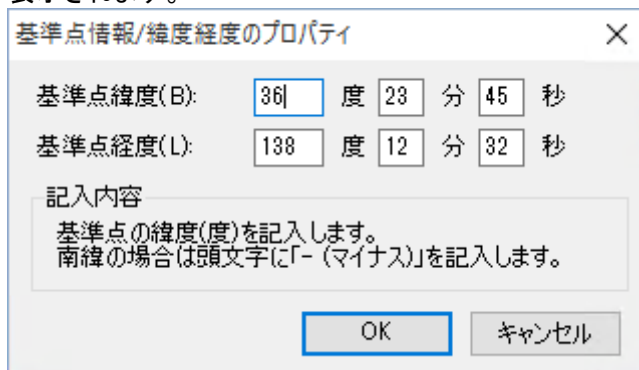 表示されます。
基準点情報/緯度経度のプロパティ
基準点緯度(B): 36 度 23 分 45 秒
基準点経度(L): 138 度 12 分 32 秒
記入内容
基準点の緯度(度)を記入します。
南緯の場合は頭文字に「- (マイナス)」を記入します。
OK キャンセル